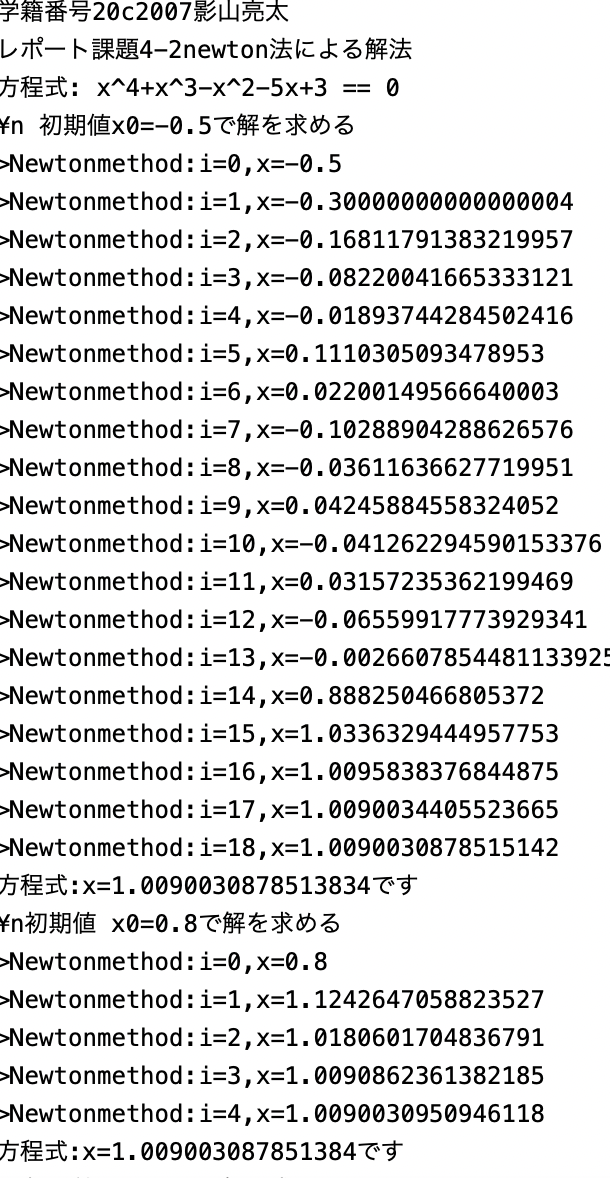 学籍番号20c2007影山亮太
レポート課題4-2newton法による解法
方程式: x^4+x^3-x^2-5x+3 == 0
¥n 初期値x0=-0.5で解を求める
>Newtonmethod:i=0,x=-0.5
>Newtonmethod:i=1,x=-0.30000000000000004
>Newtonmethod:i=2,x=-0.16811791383219957
>Newtonmethod:i=3,x=-0.08220041665333121
>Newtonmethod:i=4,x=-0.01893744284502416
>Newtonmethod:i=5,x=0.1110305093478953
>Newtonmethod:i=6,x=0.02200149566640003
>Newtonmethod:i=7,x=-0.10288904288626576
>Newtonmethod:i=8,x=-0.03611636627719951
>Newtonmethod:i=9,x=0.04245884558324052
>Newtonmethod:i=10,x=-0.041262294590153376
>Newtonmethod:i=11,x=0.03157235362199469
>Newtonmethod:i=12,x=-0.06559917773929341
>Newtonmethod:i=13,x=-0.0026607854481133925
>Newtonmethod:i=14,x=0.888250466805372
>Newtonmethod:i=15,x=1.0336329444957753
>Newtonmethod:i=16,x=1.0095838376844875
>Newtonmethod:i=17,x=1.0090034405523665
>Newtonmethod:i=18,x=1.0090030878515142
方程式:x=1.0090030878513834です
¥n初期値 x0=0.8で解を求める
>Newtonmethod:i=0,x=0.8
>Newtonmethod:i=1,x=1.1242647058823527
>Newtonmethod:i=2,x=1.0180601704836791
>Newtonmethod:i=3,x=1.0090862361382185
>Newtonmethod:i=4,x=1.0090030950946118
方程式:x=1.009003087851384です